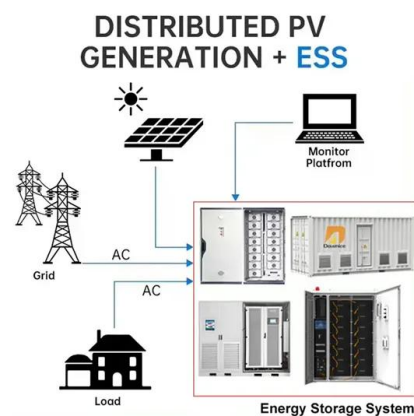 DISTRIBUTED PV
GENERATION + ESS
Monitor
Platfrom
AC
Grid
AC
Load
Energy Storage System